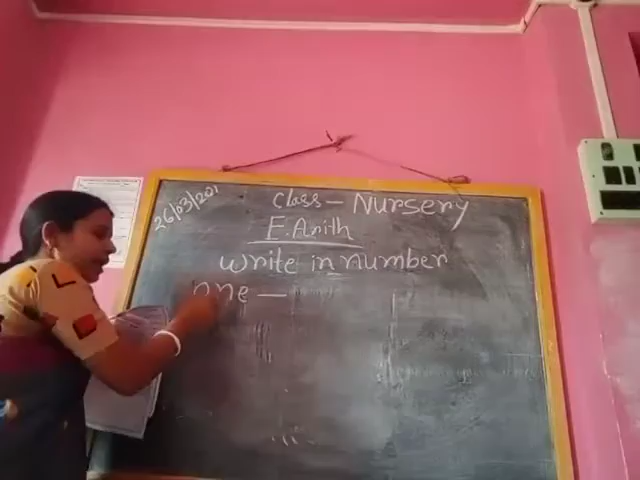 26/03/201
Class - Nursery
E.Arith
write in number
one —